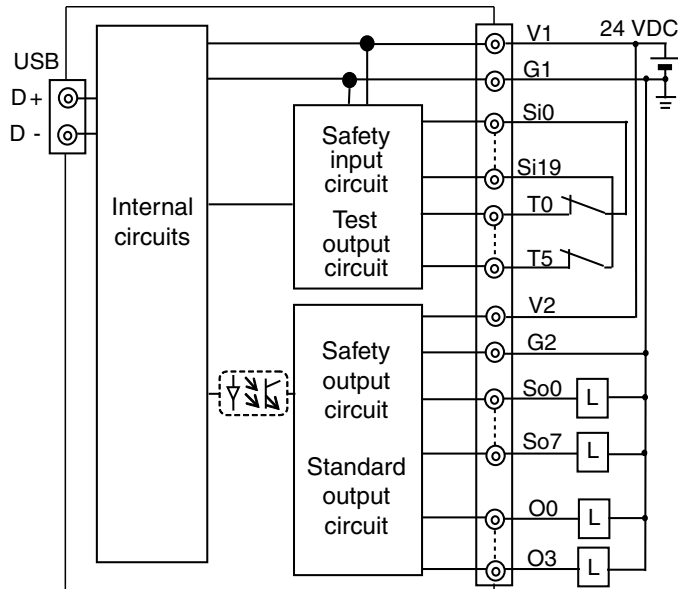 V1
24 VDC
USB
G1
D+
D -
Si0
Safety
input
circuit
Si19
Internal
circuits
T0
Test
output
circuit
T5
V2
Safety
output
circuit
G2
So0
L
So7
L
Standard
output
circuit
O0
L
O3
L